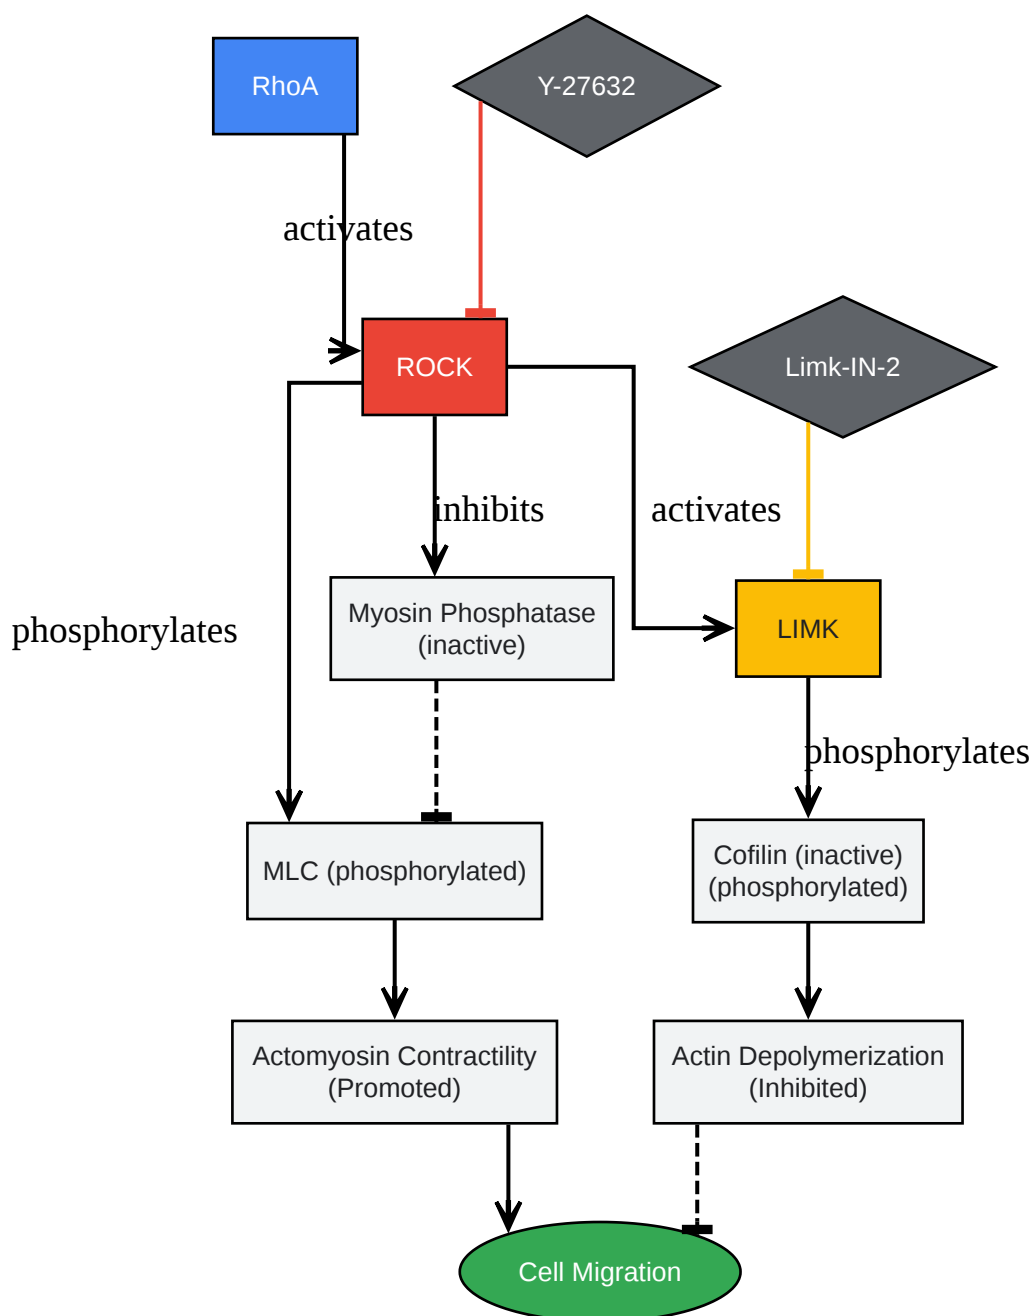 RhoA
Y-27632
activates
ROCK
Limk-IN-2
inhibits
activates
phosphorylates
Myosin Phosphatase
(inactive)
LIMK
phosphorylates
MLC (phosphorylated)
Cofilin (inactive)
(phosphorylated)
Actomyosin Contractility
(Promoted)
Actin Depolymerization
(Inhibited)
Cell Migration